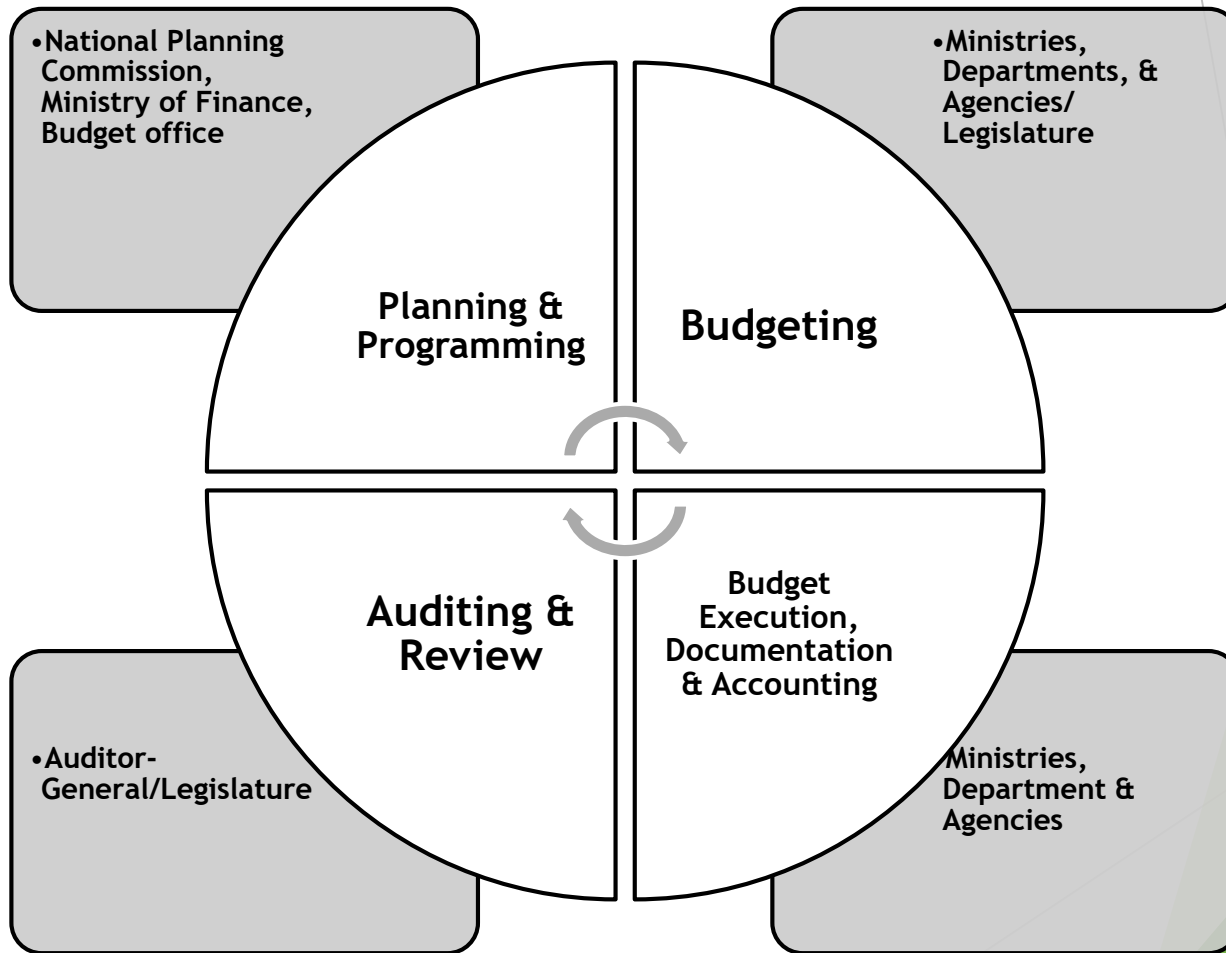 •National Planning
Commission,
Ministry of Finance,
Budget office
•Ministries,
Departments, &
Agencies/
Legislature
Planning &
Programming
Budgeting
Auditing &
Review
Budget
Execution,
Documentation
& Accounting
•Auditor-
General/Legislature
Ministries,
Department &
Agencies